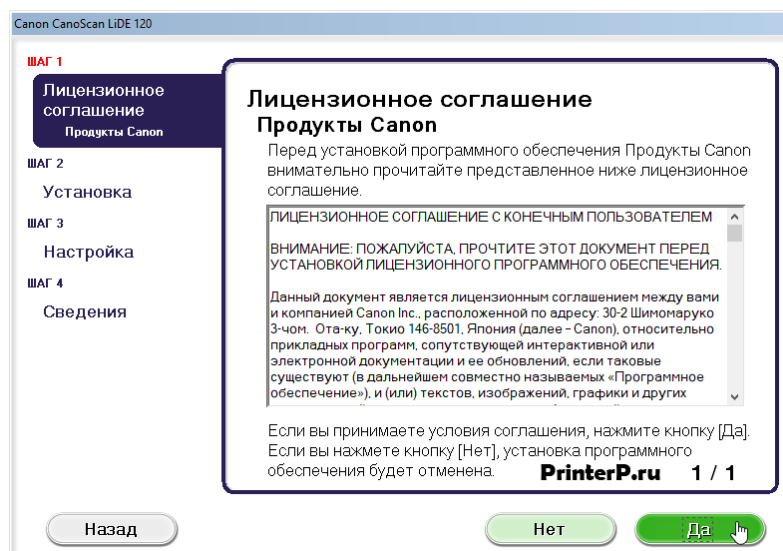 Canon CanoScan LiDE 120
ШАГ 1
Лицензионное
соглашение
Продукты Canon
ШАГ 2
Установка
ШАГ 3
Настройка
ШАГ 4
Сведения
Лицензионное соглашение
Продукты Canon
Перед установкой программного обеспечения Продукты Canon
внимательно прочитайте представленное ниже лицензионное
соглашение.
ЛИЦЕНЗИОННОЕ СОГЛАШЕНИЕ С КОНЕЧНЫМ ПОЛЬЗОВАТЕЛЕМ
ВНИМАНИЕ: ПОЖАЛУЙСТА, ПРОЧТИТЕ ЭТОТ ДОКУМЕНТ ПЕРЕД
УСТАНОВКОЙ ЛИЦЕНЗИОННОГО ПРОГРАММНОГО ОБЕСПЕЧЕНИЯ.
Данный документ является лицензионным соглашением между вами
и компанией Canon Inc., расположенной по адресу: 30-2 Шимомаруко
3-чом. Ота-ку, Токио 146-8501, Япония (далее – Canon), относительно
прикладных программ, сопутствующей интерактивной или
электронной документации и ее обновлений, если таковые
существуют (в дальнейшем совместно называемых «Программное
обеспечение»), и (или) текстов, изображений, графики и других
Если вы принимаете условия соглашения, нажмите кнопку [Да].
Если вы нажмете кнопку [Нет], установка программного
обеспечения будет отменена.
PrinterP.ru
1 / 1
Назад
Нет
Да